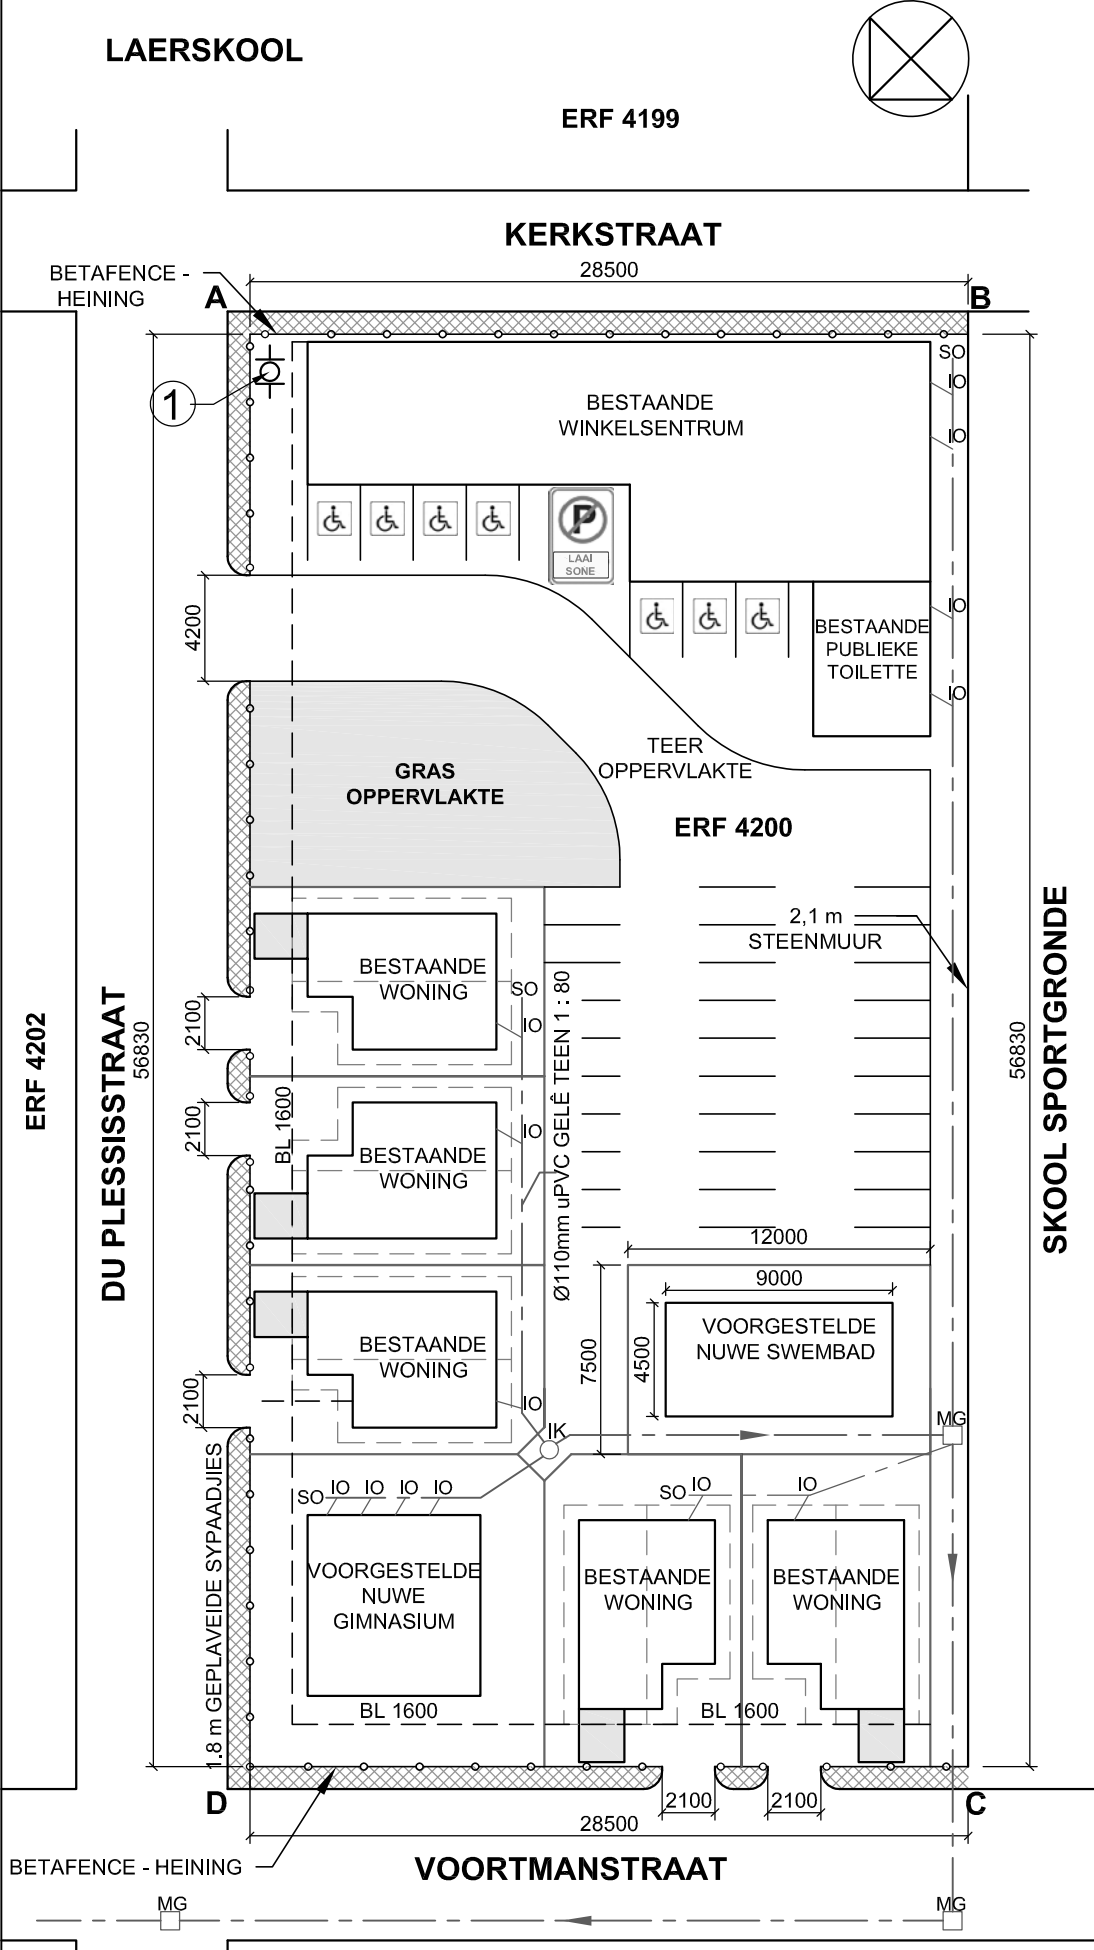 LAERSKOOL
ERF 4199
KERKSTRAAT
28500
BETAFENCE -
HEINING
A
B
SO
IO
1
BESTAANDE
WINKELSENTRUM
IO
P
LAAI
SONE
4200
IO
BESTAANDE
PUBLIEKE
TOILETTE
IO
TEER
OPPERVLAKTE
GRAS
OPPERVLAKTE
ERF 4200
2,1 m
STEENMUUR
BESTAANDE
WONING
SO
IO
2100
ERF 4202
DU PLESSISSTRAAT
56830
56830
SKOOL SPORTGRONDE
Ø110mm uPVC GELÊ TEEN 1 : 80
BL 1600
2100
BESTAANDE
WONING
IO
12000
9000
VOORGESTELDE
NUWE SWEMBAD
7500
4500
BESTAANDE
WONING
2100
IO
IK
MG
1.8 m GEPLAVEIDE SYPAADJIES
SO
IO
IO
IO
IO
SO
IO
IO
VOORGESTELDE
NUWE
GIMNASIUM
BESTAANDE
WONING
BESTAANDE
WONING
BL 1600
BL 1600
D
C
2100
2100
28500
BETAFENCE - HEINING
VOORTMANSTRAAT
MG
MG